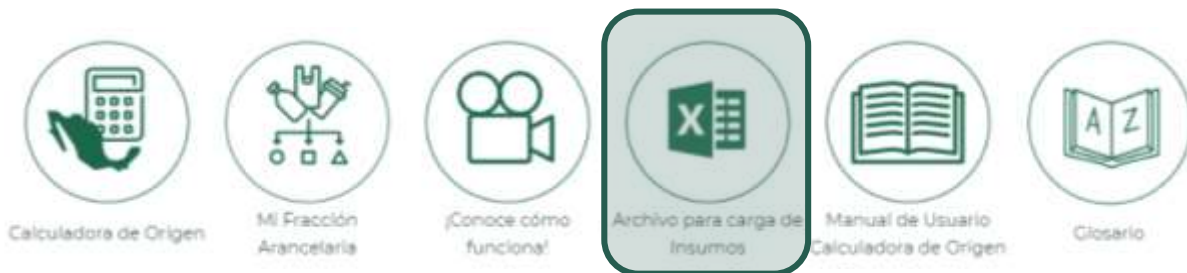 X
A Z
Calculadora de Origen
Mi Fracción
Arancelaria
¡Conoce cómo
funciona!
Archivo para carga de
Insumos
Manual de Usuario
Calculadora de Origen
Glosario